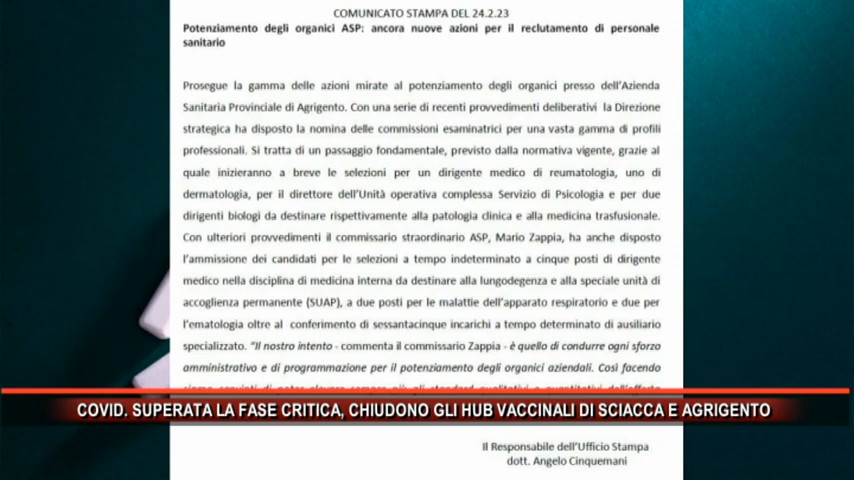 COMUNICATO STAMPA DEL 24.2.23
Potenziamento degli organici ASP: ancora nuove azioni per il reclutamento di personale
sanitario
Prosegue la gamma delle azioni mirate al potenziamento degli organici presso dell'Azienda
Sanitaria Provinciale di Agrigento. Con una serie di recenti provvedimenti deliberativi la Direzione
strategica ha disposto la nomina delle commissioni esaminatrici per una vasta gamma di profili
professionali. Si tratta di un passaggio fondamentale, previsto dalla normativa vigente, grazie al
quale inizieranno a breve le selezioni per un dirigente medico di reumatologia, uno di
dermatologia, per il direttore dell'Unità operativa complessa Servizio di Psicologia e per due
dirigenti biologi da destinare rispettivamente alla patologia clinica e alla medicina trasfusionale.
Con ulteriori provvedimenti il commissario straordinario ASP, Mario Zappia, ha anche disposto
l'ammissione dei candidati per le selezioni a tempo indeterminato a cinque posti di dirigente
medico nella disciplina di medicina interna da destinare alla lungodegenza e alla speciale unità di
accoglienza permanente (SUAP), a due posti per le malattie dell'apparato respiratorio e due per
l'ematologia oltre al conferimento di sessantacinque incarichi a tempo determinato di ausiliario
specializzato. "Il nostro intento - commenta il commissario Zappia - è quello di condurre ogni sforzo
amministrativo e di programmazione per il potenziamento degli organici aziendali. Così facendo
COVID. SUPERATA LA FASE CRITICA, CHIUDONO GLI HUB VACCINALI DI SCIACCA E AGRIGENTO
Il Responsabile dell'Ufficio Stampa
dott. Angelo Cinquemani